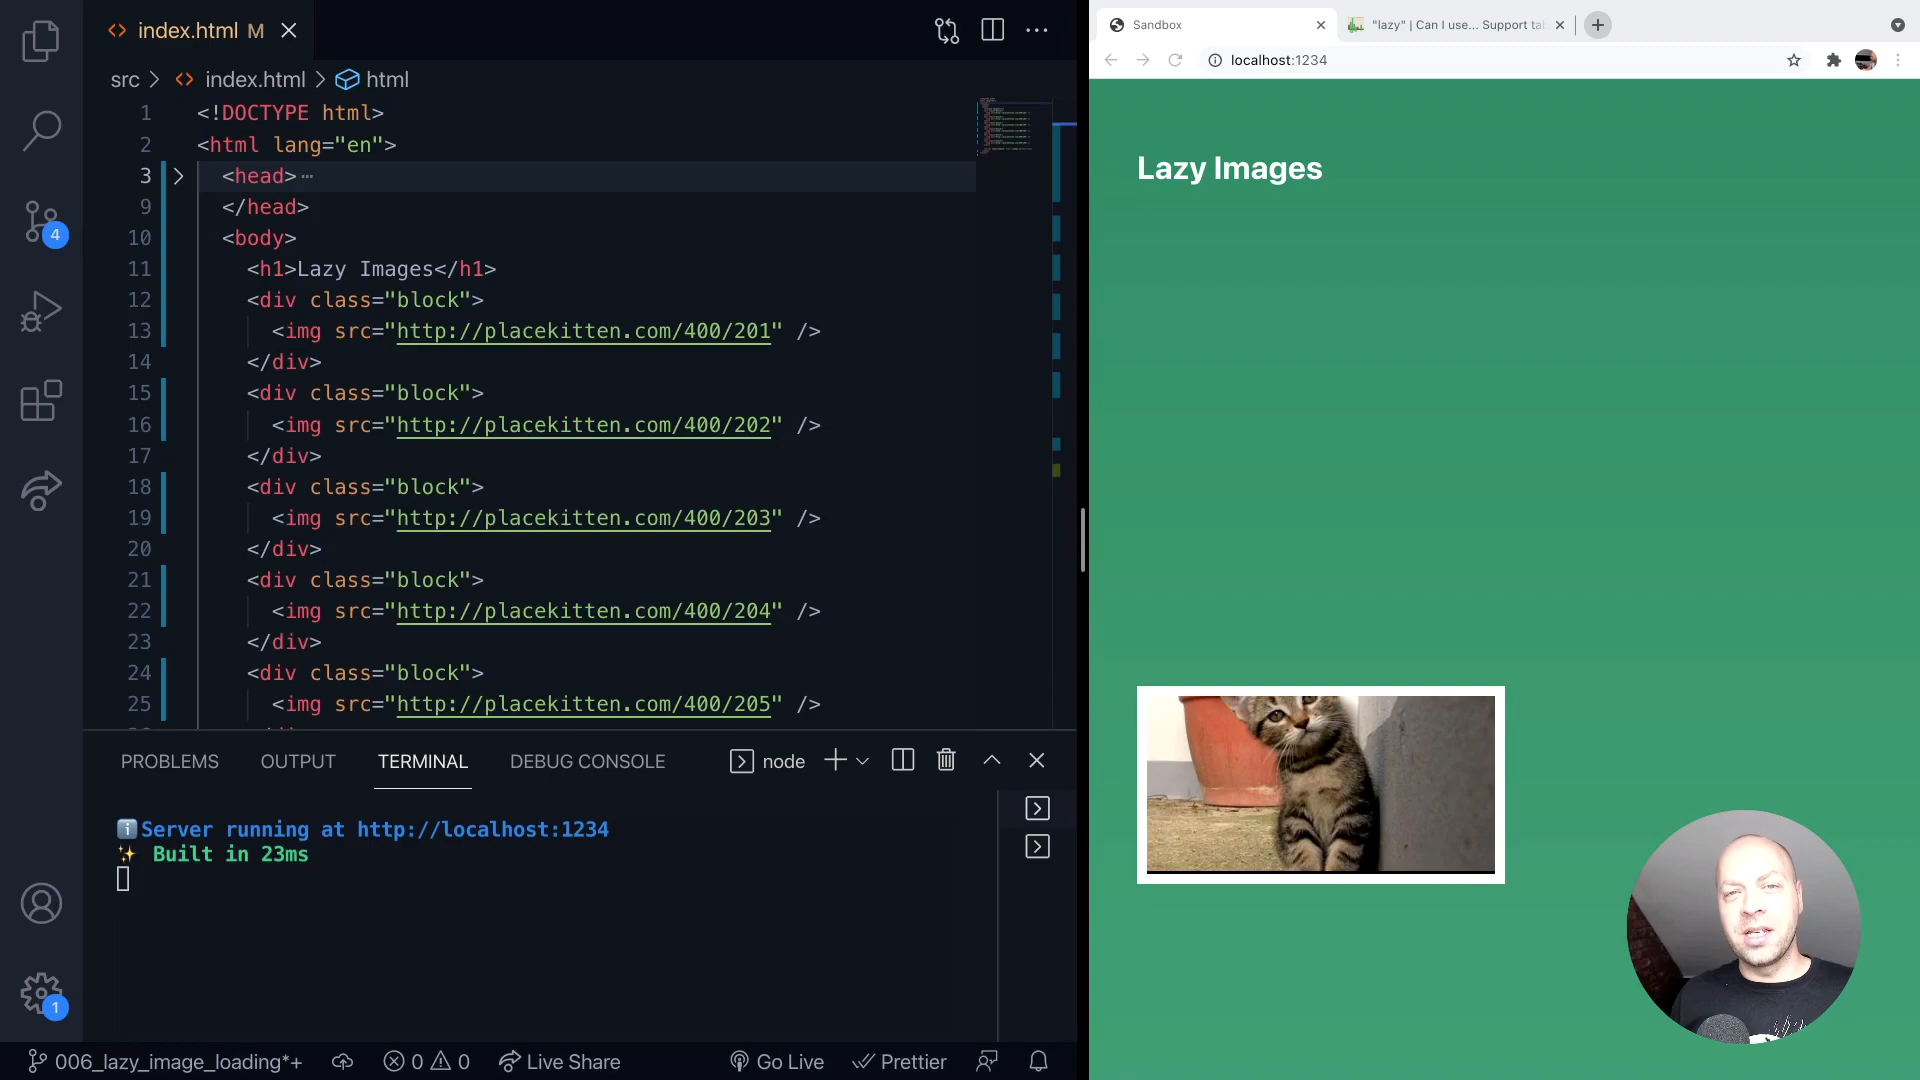 index.html M
src > index.html > html
1 <!DOCTYPE html>
2 <html lang="en">
3 <head>…
9 </head>
10 <body>
11 <h1>Lazy Images</h1>
12 <div class="block">
13 <img src="http://placekitten.com/400/201" />
14 </div>
15 <div class="block">
16 <img src="http://placekitten.com/400/202" />
17 </div>
18 <div class="block">
19 <img src="http://placekitten.com/400/203" />
20 </div>
21 <div class="block">
22 <img src="http://placekitten.com/400/204" />
23 </div>
24 <div class="block">
25 <img src="http://placekitten.com/400/205" />
4
1
PROBLEMS OUTPUT TERMINAL DEBUG CONSOLE node
Server running at http://localhost:1234
Built in 23ms
006_lazy_image_loading*+ 0 0 Live Share Go Live Prettier
Sandbox "lazy" | Can I use... Support
localhost:1234
Lazy Images